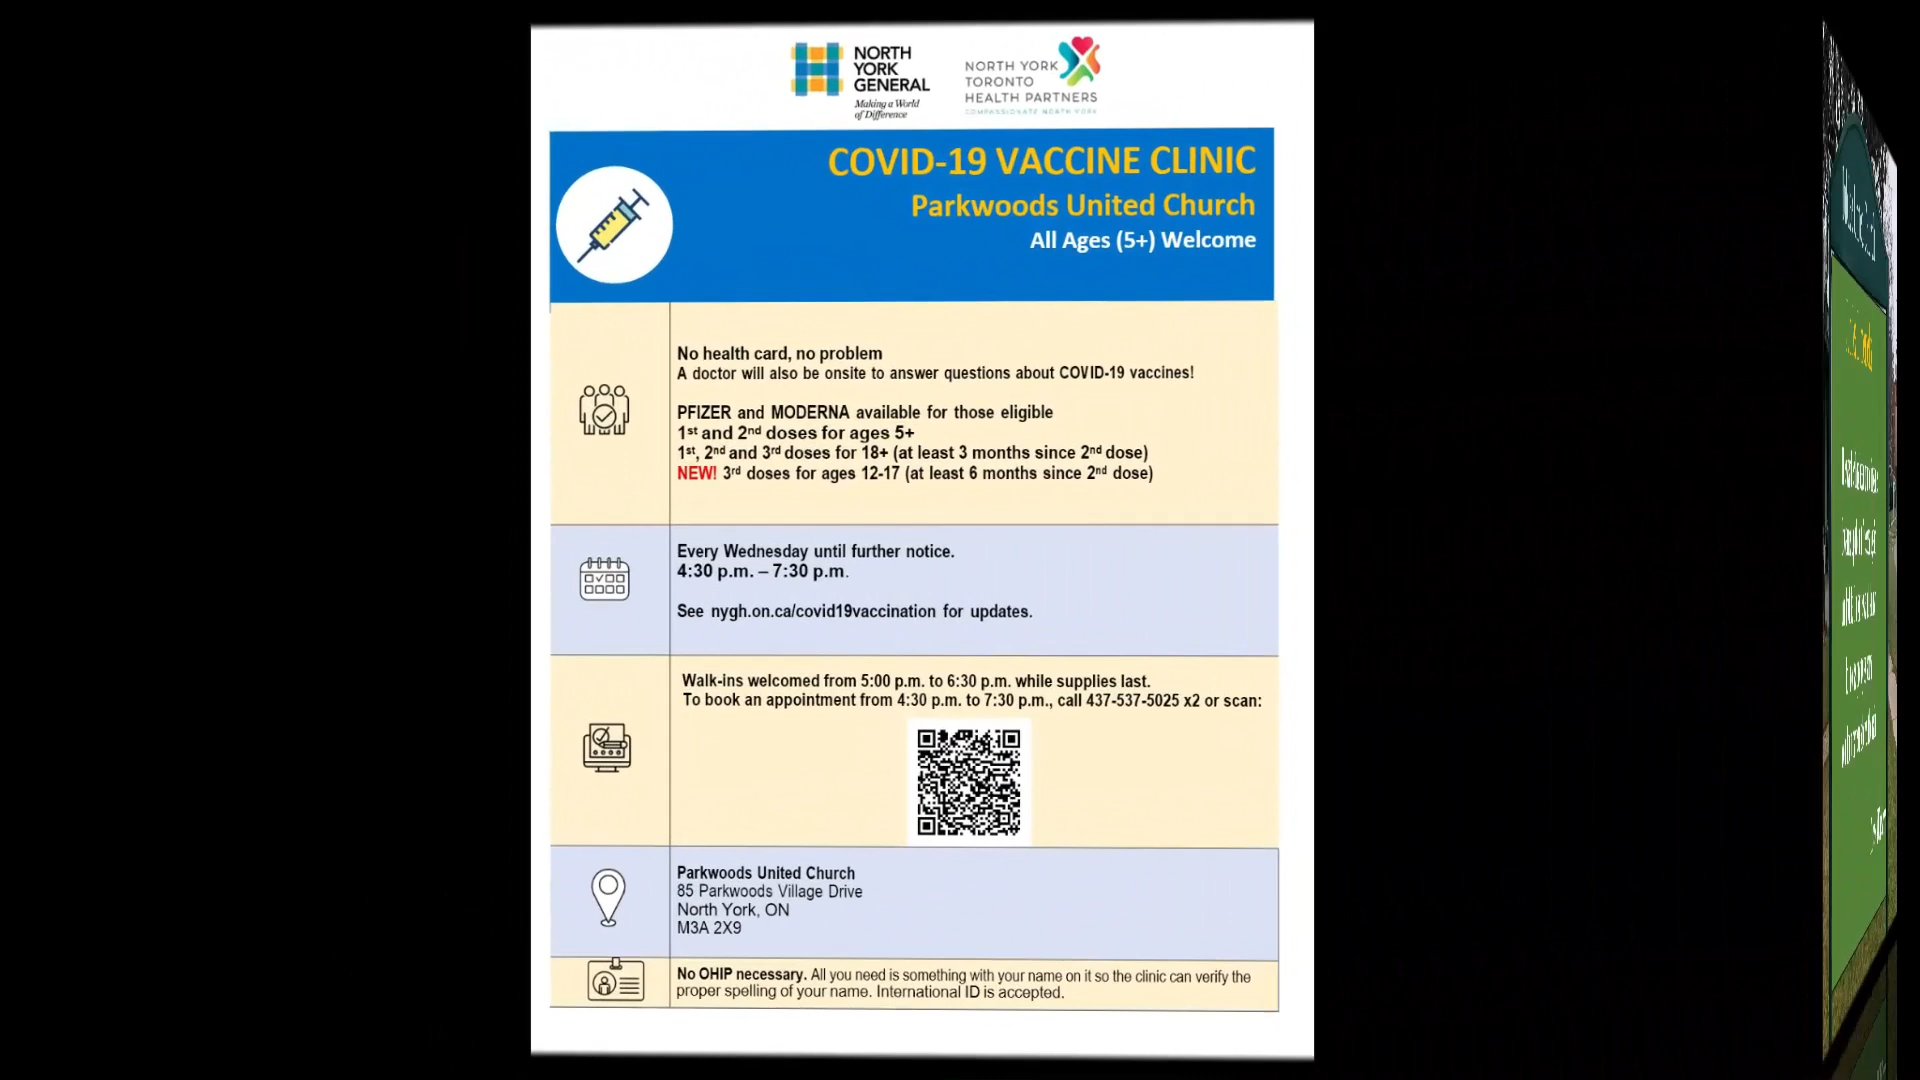 NORTH
YORK
GENERAL
Making a World
of Difference
NORTH YORK
TORONTO
HEALTH PARTNERS
COMPASSIONATE NORTH YORK
COVID-19 VACCINE CLINIC
Parkwoods United Church
All Ages (5+) Welcome
No health card, no problem
A doctor will also be onsite to answer questions about COVID-19 vaccines!
PFIZER and MODERNA available for those eligible
1st and 2nd doses for ages 5+
1st, 2nd and 3rd doses for 18+ (at least 3 months since 2nd dose)
NEW! 3rd doses for ages 12-17 (at least 6 months since 2nd dose)
Every Wednesday until further notice.
4:30 p.m. – 7:30 p.m.
See nygh.on.ca/covid19vaccination for updates.
Walk-ins welcomed from 5:00 p.m. to 6:30 p.m. while supplies last.
To book an appointment from 4:30 p.m. to 7:30 p.m., call 437-537-5025 x2 or scan:
Parkwoods United Church
85 Parkwoods Village Drive
North York, ON
M3A 2X9
No OHIP necessary. All you need is something with your name on it so the clinic can verify the
proper spelling of your name. International ID is accepted.